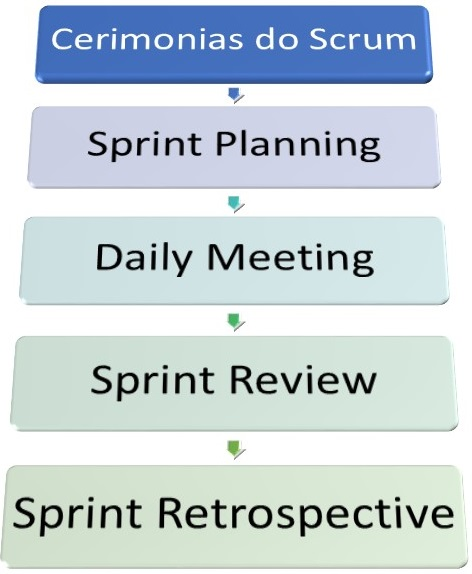 Cerimonias do Scrum
Sprint Planning
Daily Meeting
Sprint Review
Sprint Retrospective